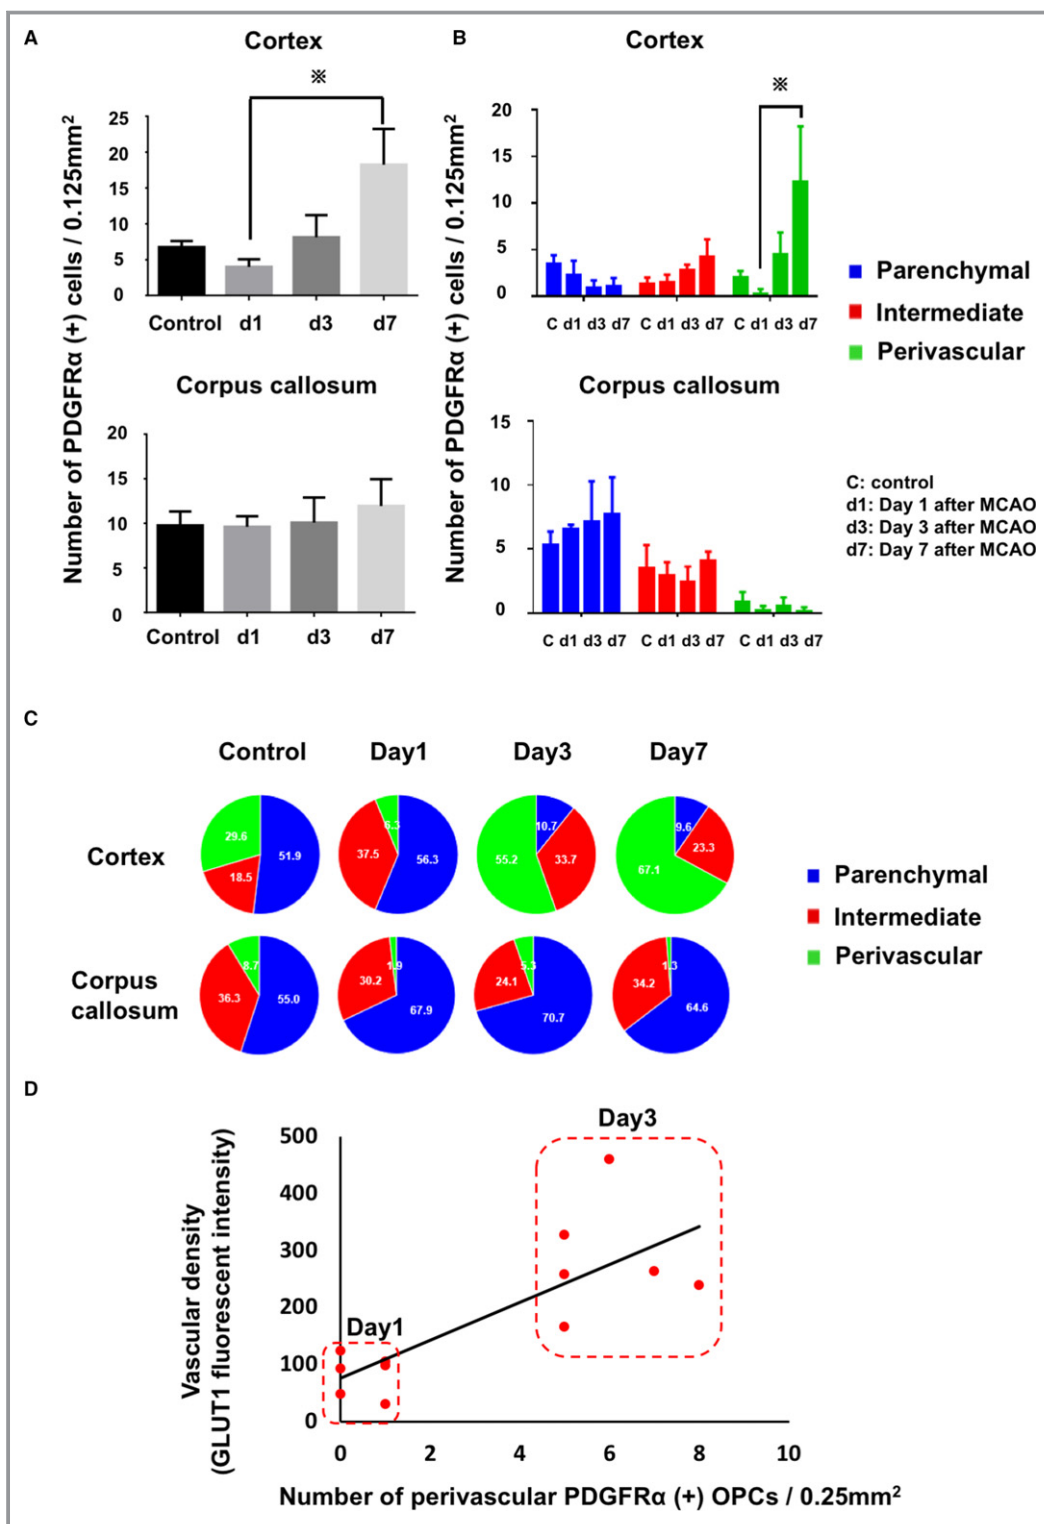 A
Cortex
※
Number of PDGFRα (+) cells / 0.125mm²
25
20
15
10
5
0
Control d1 d3 d7
Corpus callosum
20
15
10
5
0
Control d1 d3 d7
B
Cortex
※
Number of PDGFRα (+) cells / 0.125mm²
20
15
10
5
0
C d1 d3 d7 C d1 d3 d7 C d1 d3 d7
Parenchymal
Intermediate
Perivascular
Corpus callosum
15
10
5
0
C d1 d3 d7 C d1 d3 d7 C d1 d3 d7
C: control
d1: Day 1 after MCAO
d3: Day 3 after MCAO
d7: Day 7 after MCAO
C
Control Day1 Day3 Day7
Cortex
29.6 51.9 18.5
6.3 37.5 56.3
10.7 55.2 33.7
9.6 23.3 67.1
Corpus
callosum
8.7 36.3 55.0
1.9 30.2 67.9
5.3 24.1 70.7
1.3 34.2 64.6
Parenchymal
Intermediate
Perivascular
D
Vascular density
(GLUT1 fluorescent intensity)
500
400
300
200
100
0
Day3
Day1
0 2 4 6 8 10
Number of perivascular PDGFRα (+) OPCs / 0.25mm²